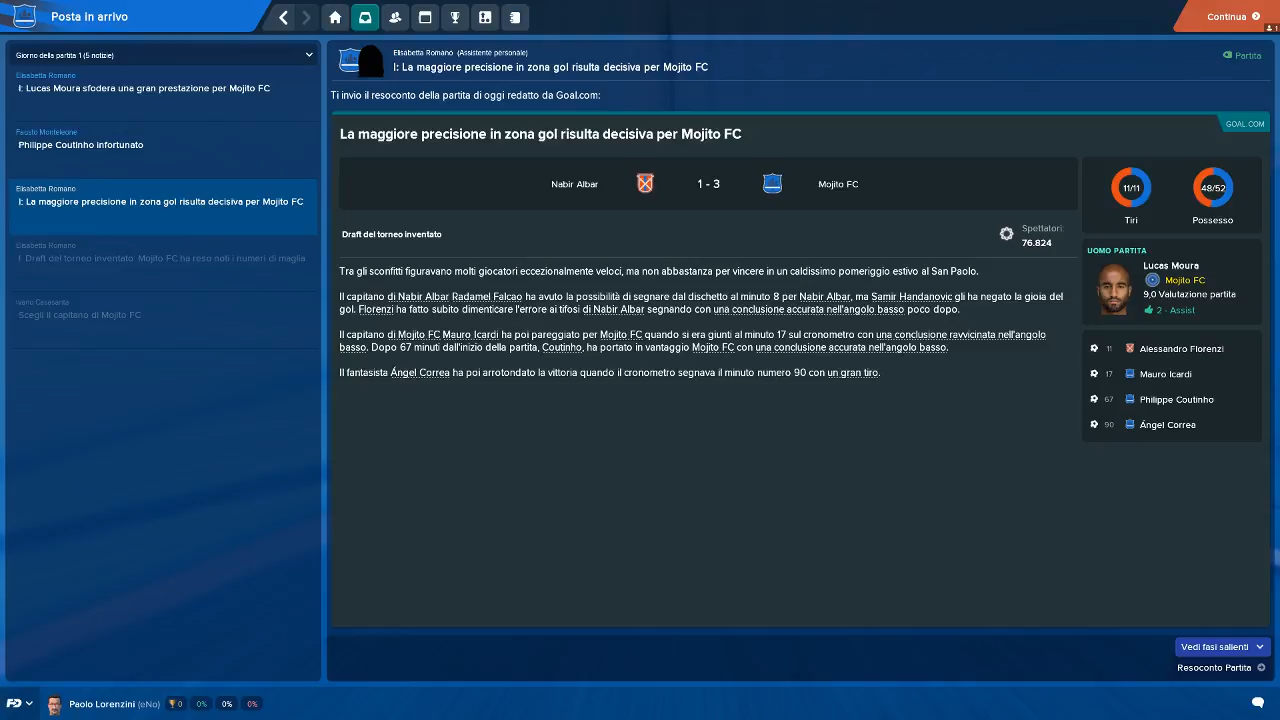 Posta in arrivo
Continua
1
Giorno della partita 1 (5 notizie)
Elisabetta Romano
I: Lucas Moura sfodera una gran prestazione per Mojito FC
Fausto Monteleone
Philippe Coutinho infortunato
Elisabetta Romano
I: La maggiore precisione in zona gol risulta decisiva per Mojito FC
Elisabetta Romano
I: Draft del torneo inventato: Mojito FC ha reso noti i numeri di maglia
Ivano Casasanta
Scegli il capitano di Mojito FC
Elisabetta Romano (Assistente personale)
I: La maggiore precisione in zona gol risulta decisiva per Mojito FC
Partita
Ti invio il resoconto della partita di oggi redatto da Goal.com:
GOAL COM
La maggiore precisione in zona gol risulta decisiva per Mojito FC
Nabir Albar 1 - 3 Mojito FC
Draft del torneo inventato
Spettatori:
76.824
Tra gli sconfitti figuravano molti giocatori eccezionalmente veloci, ma non abbastanza per vincere in un caldissimo pomeriggio estivo al San Paolo.
Il capitano di Nabir Albar Radamel Falcao ha avuto la possibilità di segnare dal dischetto al minuto 8 per Nabir Albar, ma Samir Handanovic gli ha negato la gioia del
gol. Florenzi ha fatto subito dimenticare l'errore ai tifosi di Nabir Albar segnando con una conclusione accurata nell'angolo basso poco dopo.
Il capitano di Mojito FC Mauro Icardi ha poi pareggiato per Mojito FC quando si era giunti al minuto 17 sul cronometro con una conclusione ravvicinata nell'angolo
basso. Dopo 67 minuti dall'inizio della partita, Coutinho, ha portato in vantaggio Mojito FC con una conclusione accurata nell'angolo basso.
Il fantasista Ángel Correa ha poi arrotondato la vittoria quando il cronometro segnava il minuto numero 90 con un gran tiro.
11/11
48/52
Tiri
Possesso
UOMO PARTITA
Lucas Moura
Mojito FC
9,0 Valutazione partita
2 - Assist
11 Alessandro Florenzi
17 Mauro Icardi
67 Philippe Coutinho
90 Ángel Correa
Vedi fasi salienti
Resoconto Partita
FD
Paolo Lorenzini (eNo)
0
0%
0%
0%